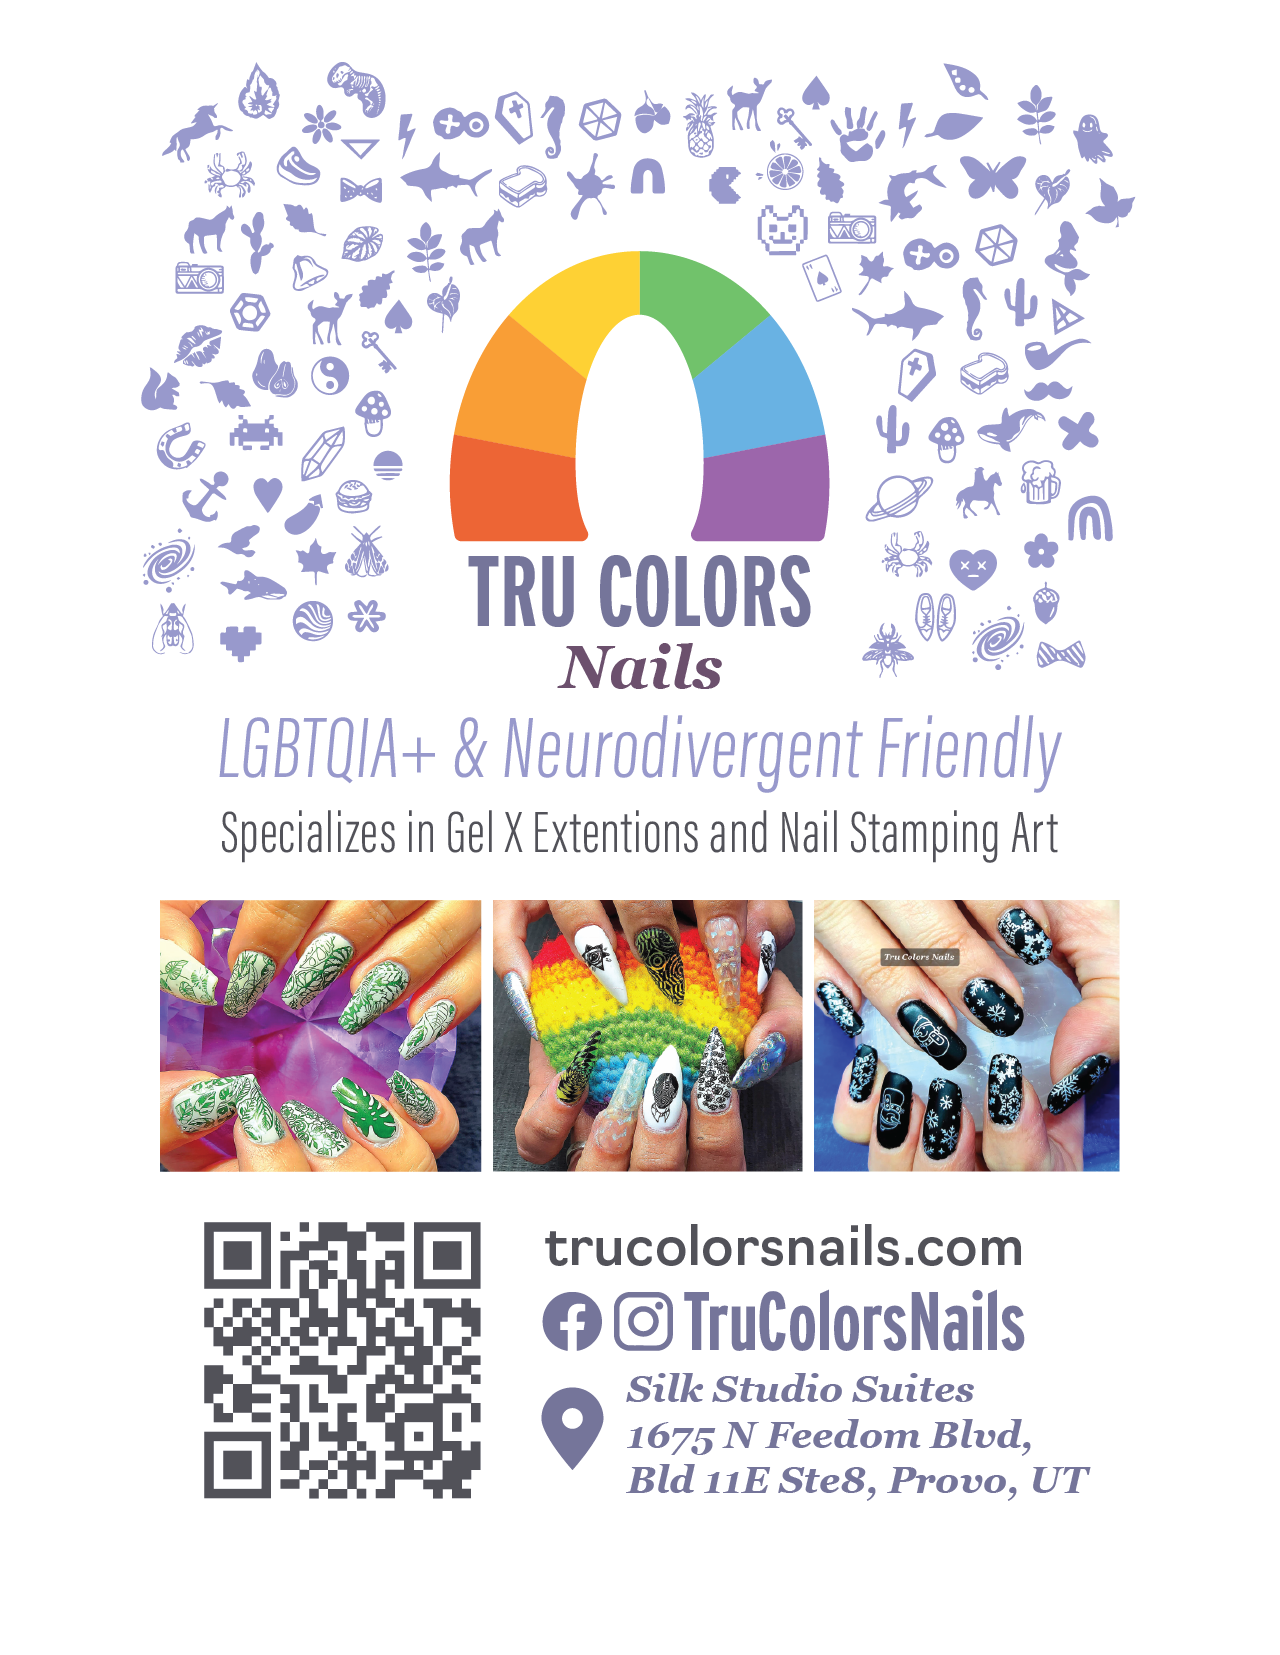 TRU COLORS
Nails
LGBTQIA+ & Neurodivergent Friendly
Specializes in Gel X Extentions and Nail Stamping Art
Tru Colors Nails
trucolorsnails.com
TruColorsNails
Silk Studio Suites
1675 N Feedom Blvd,
Bld 11E Ste8, Provo, UT